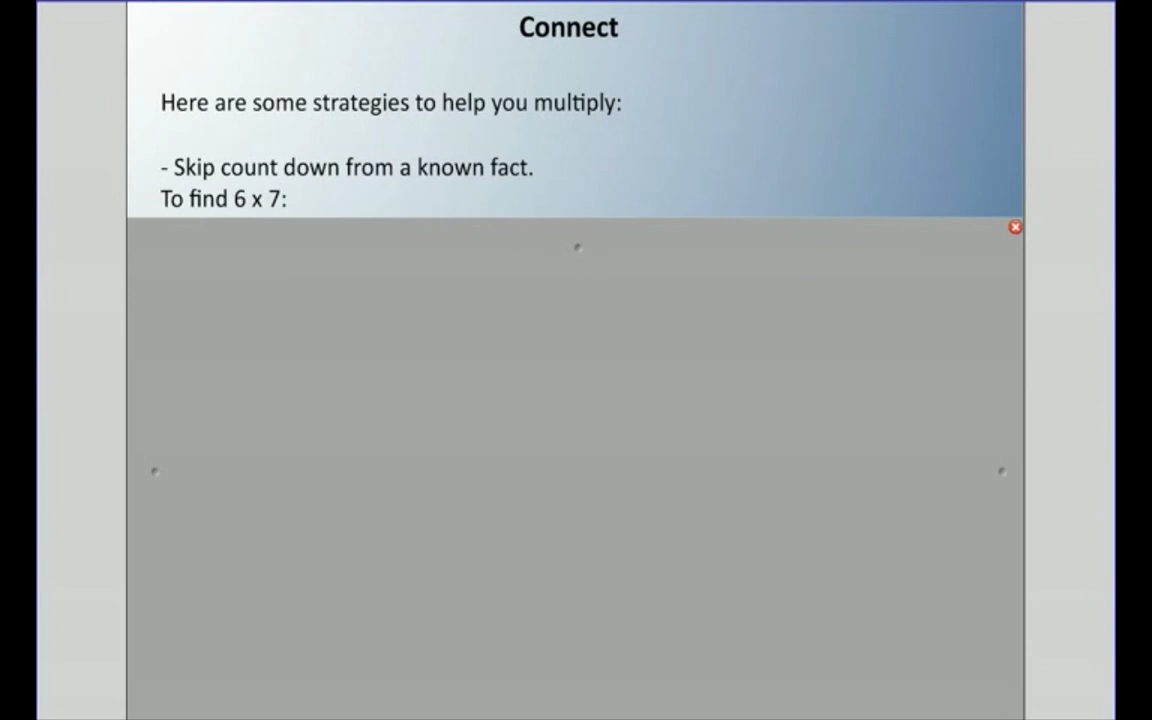 Connect
Here are some strategies to help you multiply:
- Skip count down from a known fact.
To find 6 x 7: